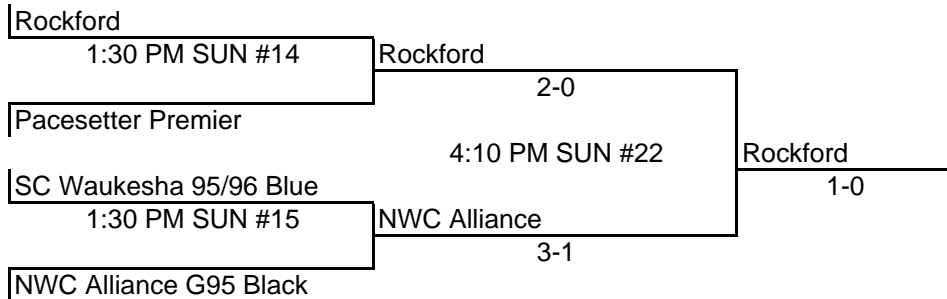 Rockford
1:30 PM SUN #14
Rockford
2-0
Pacesetter Premier
4:10 PM SUN #22
Rockford
SC Waukesha 95/96 Blue
1-0
1:30 PM SUN #15
NWC Alliance
3-1
NWC Alliance G95 Black